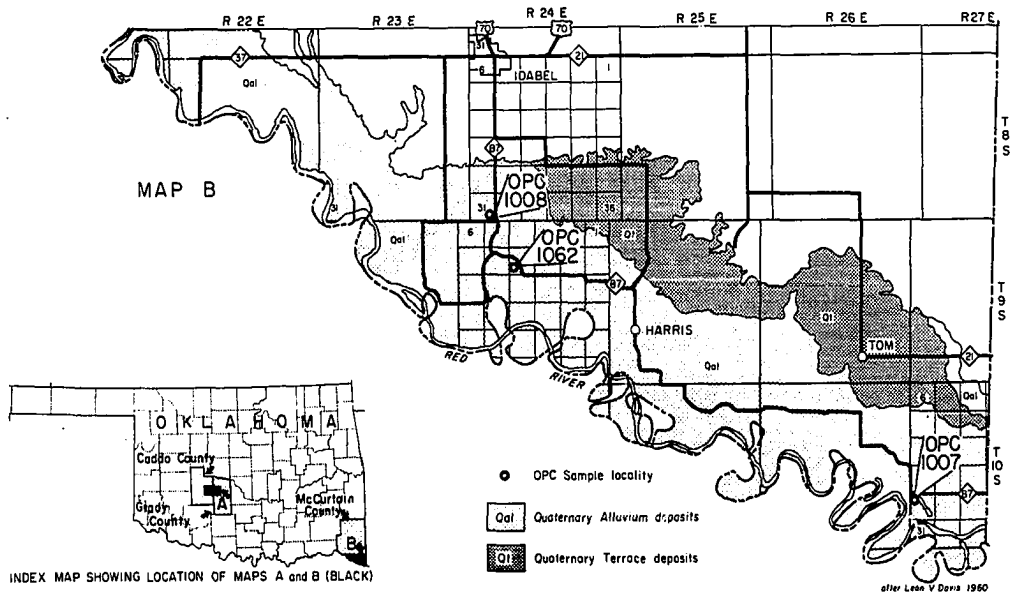 R 22 E
R 23 E
R 24 E
R 25 E
R 26 E
R27 E
70
70
31
37
21
6
IDABEL
1
Qal
T
8
S
87
MAP B
OPC
1008
31
31
36
Qal
6
OPC
1062
1
Qt
87
T
9
S
HARRIS
Qt
TOM
21
RED
RIVER
Qal
Qal
OPC
1007
T
10
S
87
31
OKLAHOMA
Caddo County
Grady
County
A
McCurtain
County
B
INDEX MAP SHOWING LOCATION OF MAPS A and B (BLACK)
OPC Sample locality
Qal Quaternary Alluvium deposits
Qt Quaternary Terrace deposits
after Leon V Davis 1960